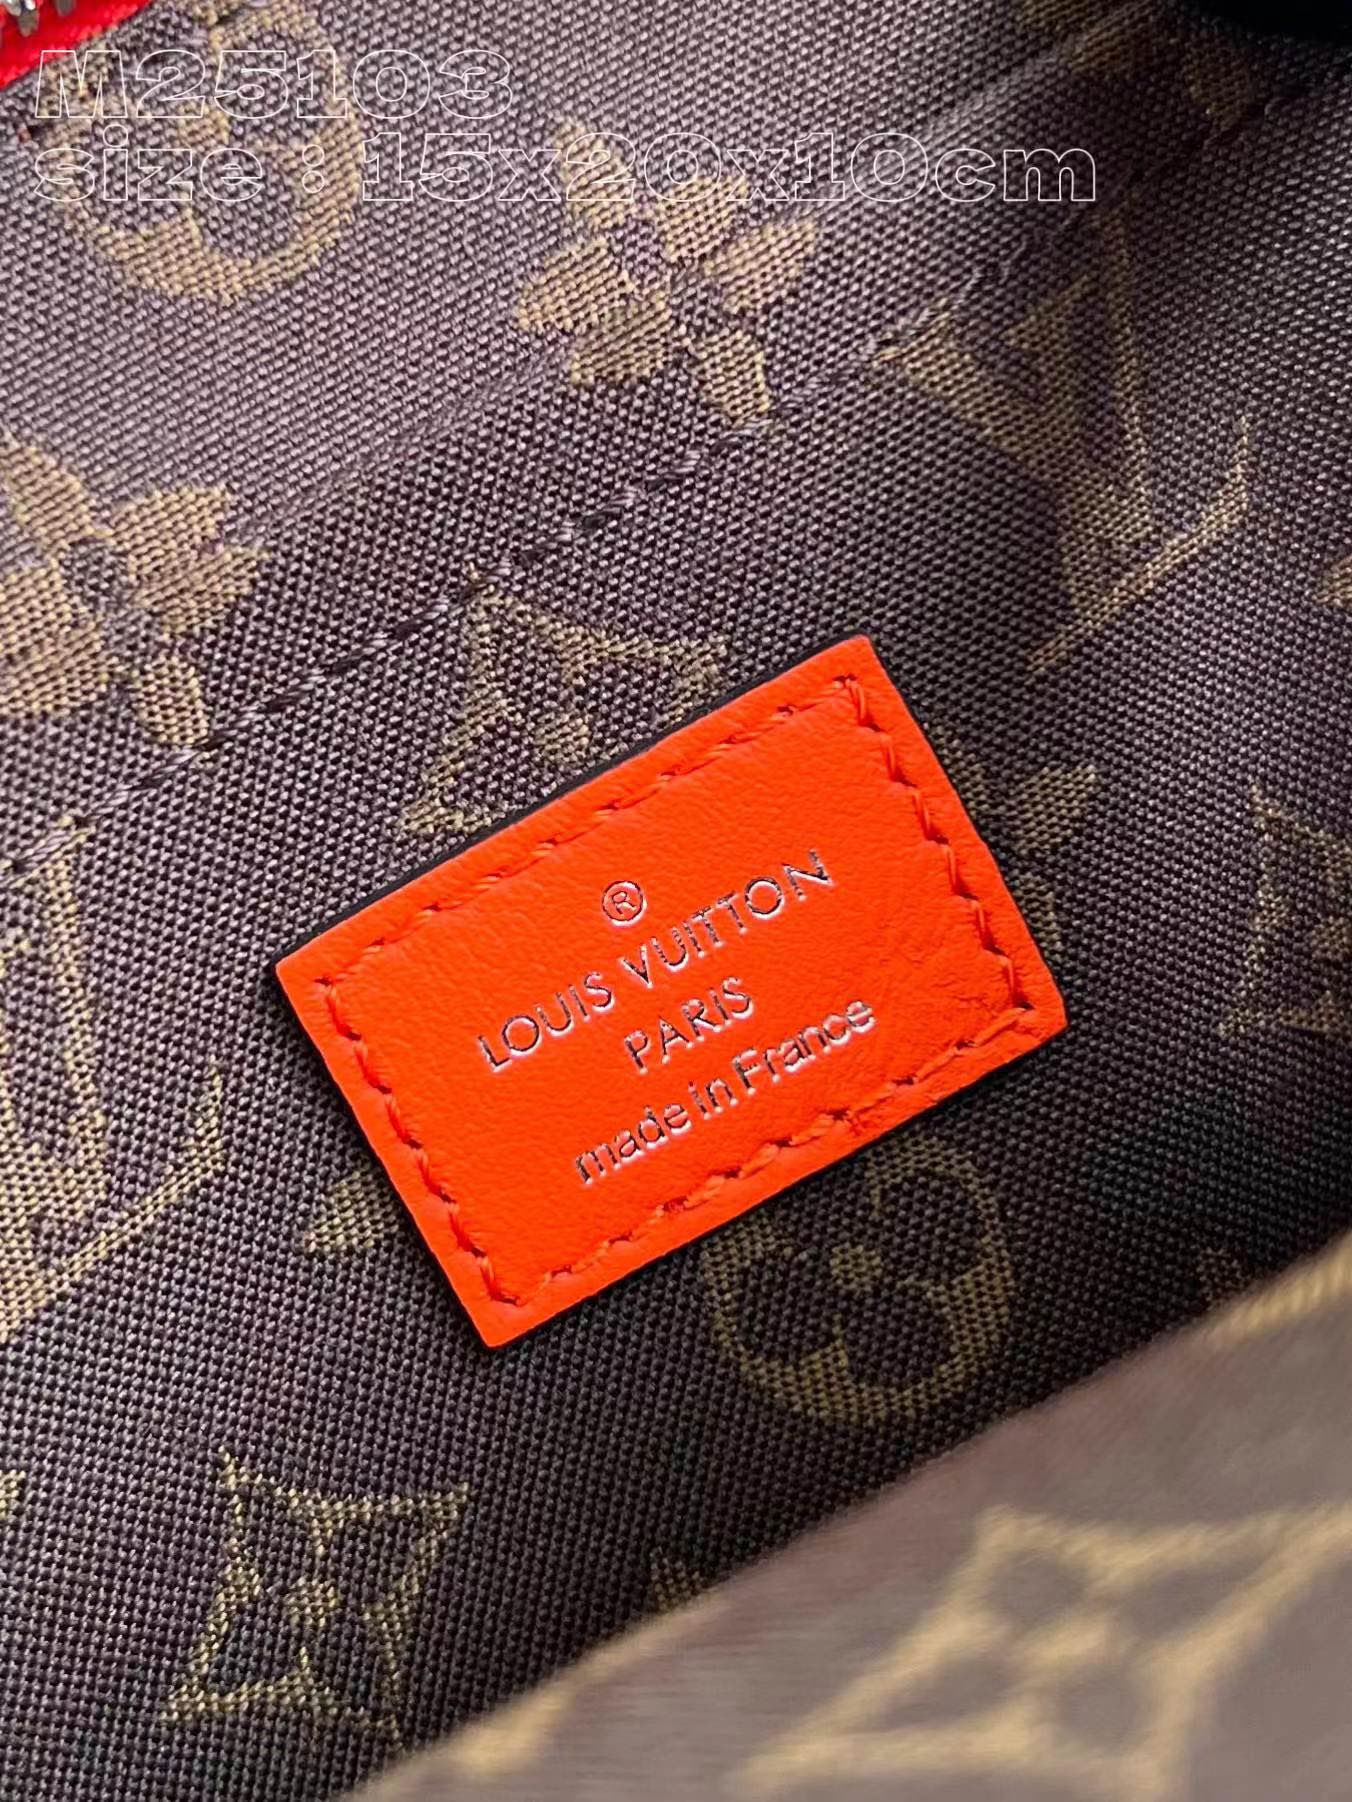 M25103
size : 15x20x10cm
®
LOUIS VUITTON
PARIS
made in France